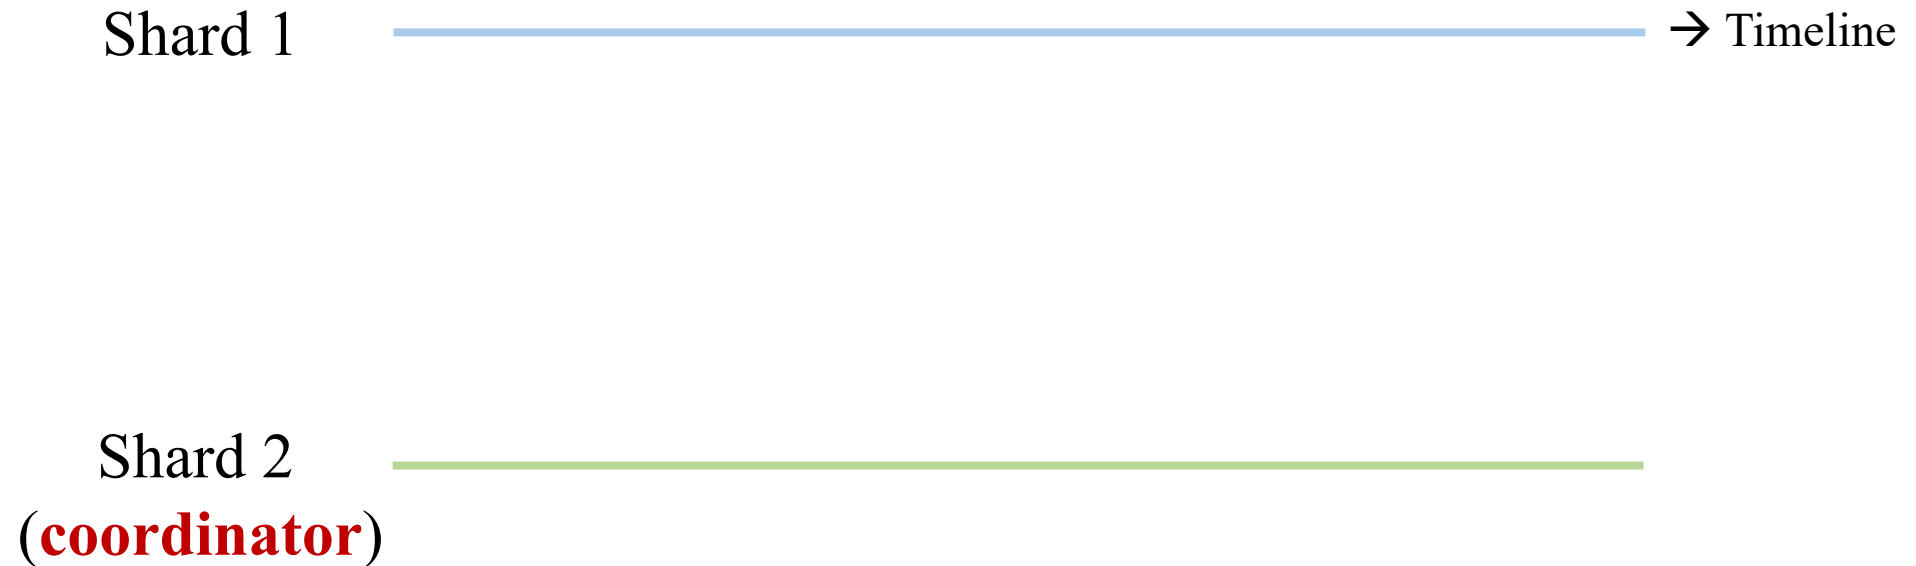 Shard 1
→ Timeline
Shard 2
(coordinator)